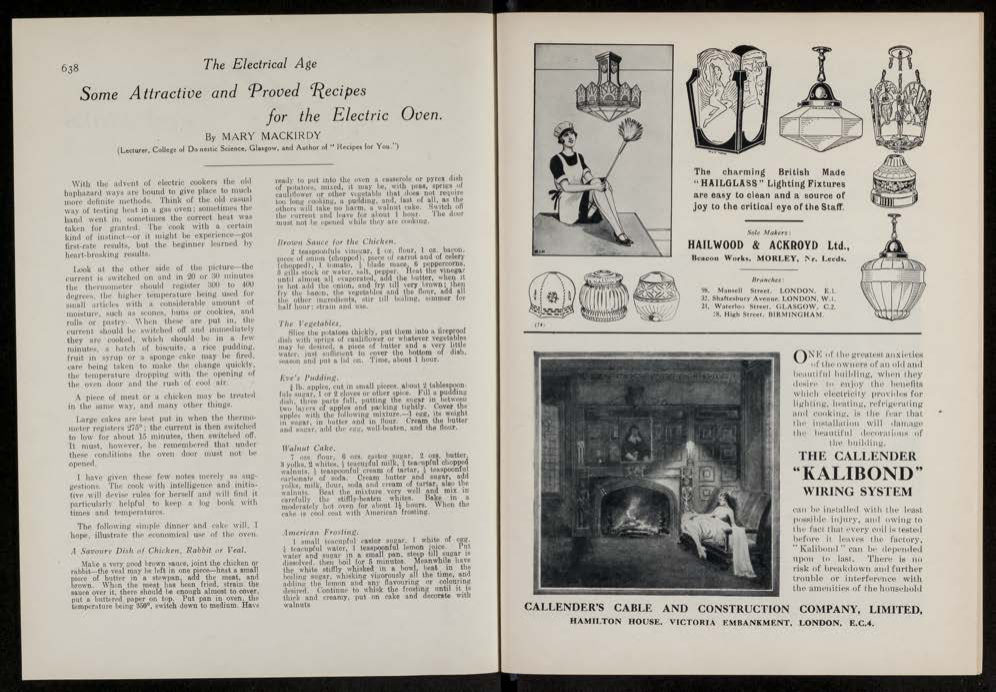 638
The Electrical Age
Some Attractive and Proved Recipes
for the Electric Oven.
By MARY MACKIRDY
(Lecturer, College of Domestic Science, Glasgow, and Author of "Recipes for You.")
With the advent of electric cookers the old
haphazard ways are bound to give place to much
more definite methods. Think of the old casual
way of testing heat in a gas oven; sometimes the
hand went in, sometimes the correct heat was
taken for granted. The cook with a certain
kind of instinct—or it might be experience—got
first-rate results, but the beginner learned by
heart-breaking results.
Look at the other side of the picture—the
current is switched on and in 20 or 30 minutes
the thermometer should register 300 to 400
degrees, the higher temperature being used for
small articles with a considerable amount of
moisture, such as scones, buns or cookies, and
rolls or pastry. When these are put in, the
current should be switched off and immediately
they are cooked, which should be in a few
minutes, a batch of biscuits, a rice pudding,
fruit in syrup or a sponge cake may be fired,
care being taken to make the change quickly,
the temperature dropping with the opening of
the oven door and the rush of cool air.
A piece of meat or a chicken may be treated
in the same way, and many other things.
Large cakes are best put in when the thermo-
meter registers 275°; the current is then switched
to low for about 15 minutes, then switched off.
It must, however, be remembered that under
these conditions the oven door must not be
opened.
I have given these few notes merely as sug-
gestions. The cook with intelligence and initia-
tive will devise rules for herself and will find it
particularly helpful to keep a log book with
times and temperatures.
The following simple dinner and cake will, I
hope, illustrate the economical use of the oven.
A Savoure Dish of Chicken, Rabbit or Veal.
Make a very good brown sauce, joint the chicken or
rabbit—the veal may be left in one piece—heat a small
piece of butter in a stewpan, add the meat, and
brown. When the meat has been fried, strain the
sauce over it, there should be enough almost to cover,
put a buttered paper on top. Put pan in oven, the
temperature being 350°, switch down to medium. Have
ready to put into the oven a casserole or pyrex dish
of potatoes, mixed, it may be, with peas, sprigs of
cauliflower or other vegetable that does not require
too long cooking, a pudding, and, last of all, as the
others will take no harm, a walnut cake. Switch off
the current and leave for about 1 hour. The door
must not be opened while they are cooking.
Brown Sauce for the Chicken.
2 teaspoonfuls vinegar, oz. flour, 1 oz. bacon,
piece of onion (chopped), piece of carrot and of celery
(chopped), 1 tomato, blade mace, 6 peppercorns,
3 gills stock or water, salt, pepper. Heat the vinegar
until almost all evaporated, add the butter, when it
is hot add the onion, and fry till very brown; then
fry the bacon, the vegetables and the flour, add all
the other ingredients, stir till boiling, simmer for
half hour; strain and use.
The Vegetables.
Slice the potatoes thickly, put them into a fireproof
dish with sprigs of cauliflower or whatever vegetables
may be desired, a piece of butter and a very little
water, just sufficient to cover the bottom of dish,
season and put a lid on. Time, about 1 hour.
Eve's Pudding.
lb. apples, cut in small pieces, about 2 tablespoon-
fuls sugar, 1 or 2 cloves or other spice. Fill a pudding
dish, three parts full, putting the sugar in between
two layers of apples and packing tightly. Cover the
apples with the following mixture.—1 egg, its weight
in sugar, in butter and in flour. Cream the butter
and sugar, add the egg, well-beaten, and the flour.
Walnut Cake.
7 ozs. flour, 6 ozs. castor sugar, 2 ozs. butter,
3 yolks, 2 whites, teacupful milk, teacupful chopped
walnuts, teaspoonful cream of tartar, teaspoonful
carbonate of soda. Cream butter and sugar, add
yolks, milk, flour, soda and cream of tartar, also the
walnuts. Beat the mixture very well and mix in
carefully the stiffly-beaten whites. Bake in a
moderately hot oven for about 1½ hours. When the
cake is cool coat with American frosting.
American Frosting.
1 small teacupful castor sugar, 1 white of egg,
teacupful water, 1 teaspoonful lemon juice. Put
water and sugar in a small pan, steep till sugar is
dissolved, then boil for 5 minutes. Meanwhile have
the white stiffly whisked in a bowl, beat in the
boiling sugar, whisking vigorously all the time, and
adding the lemon and any flavouring or colouring
desired. Continue to whisk the frosting until it is
thick and creamy, put on cake and decorate with
walnuts
The charming British Made
"HAILGLASS" Lighting Fixtures
are easy to clean and a source of
joy to the critical eye of the Staff.
Sole Makers:
HAILWOOD & ACKROYD Ltd.,
Beacon Works, MORLEY, Nr. Leeds.
Branches:
98, Mansell Street, LONDON, E.1.
37, Shaftesbury Avenue, LONDON, W.1.
21, Waterloo Street, GLASGOW, C.2.
28, High Street, BIRMINGHAM.
ONE of the greatest anxieties
of the owners of an old and
beautiful building, when they
desire to enjoy the benefits
which electricity provides for
lighting, heating, refrigerating
and cooking, is the fear that
the installation will damage
the beautiful decorations of
the building.
THE CALLENDER
"KALIBOND"
WIRING SYSTEM
can be installed with the least
possible injury, and owing to
the fact that every coil is tested
before it leaves the factory,
"Kalibond" can be depended
upon to last. There is no
risk of breakdown and further
trouble or interference with
the amenities of the household
CALLENDER'S CABLE AND CONSTRUCTION COMPANY, LIMITED,
HAMILTON HOUSE, VICTORIA EMBANKMENT, LONDON, E.C.4.